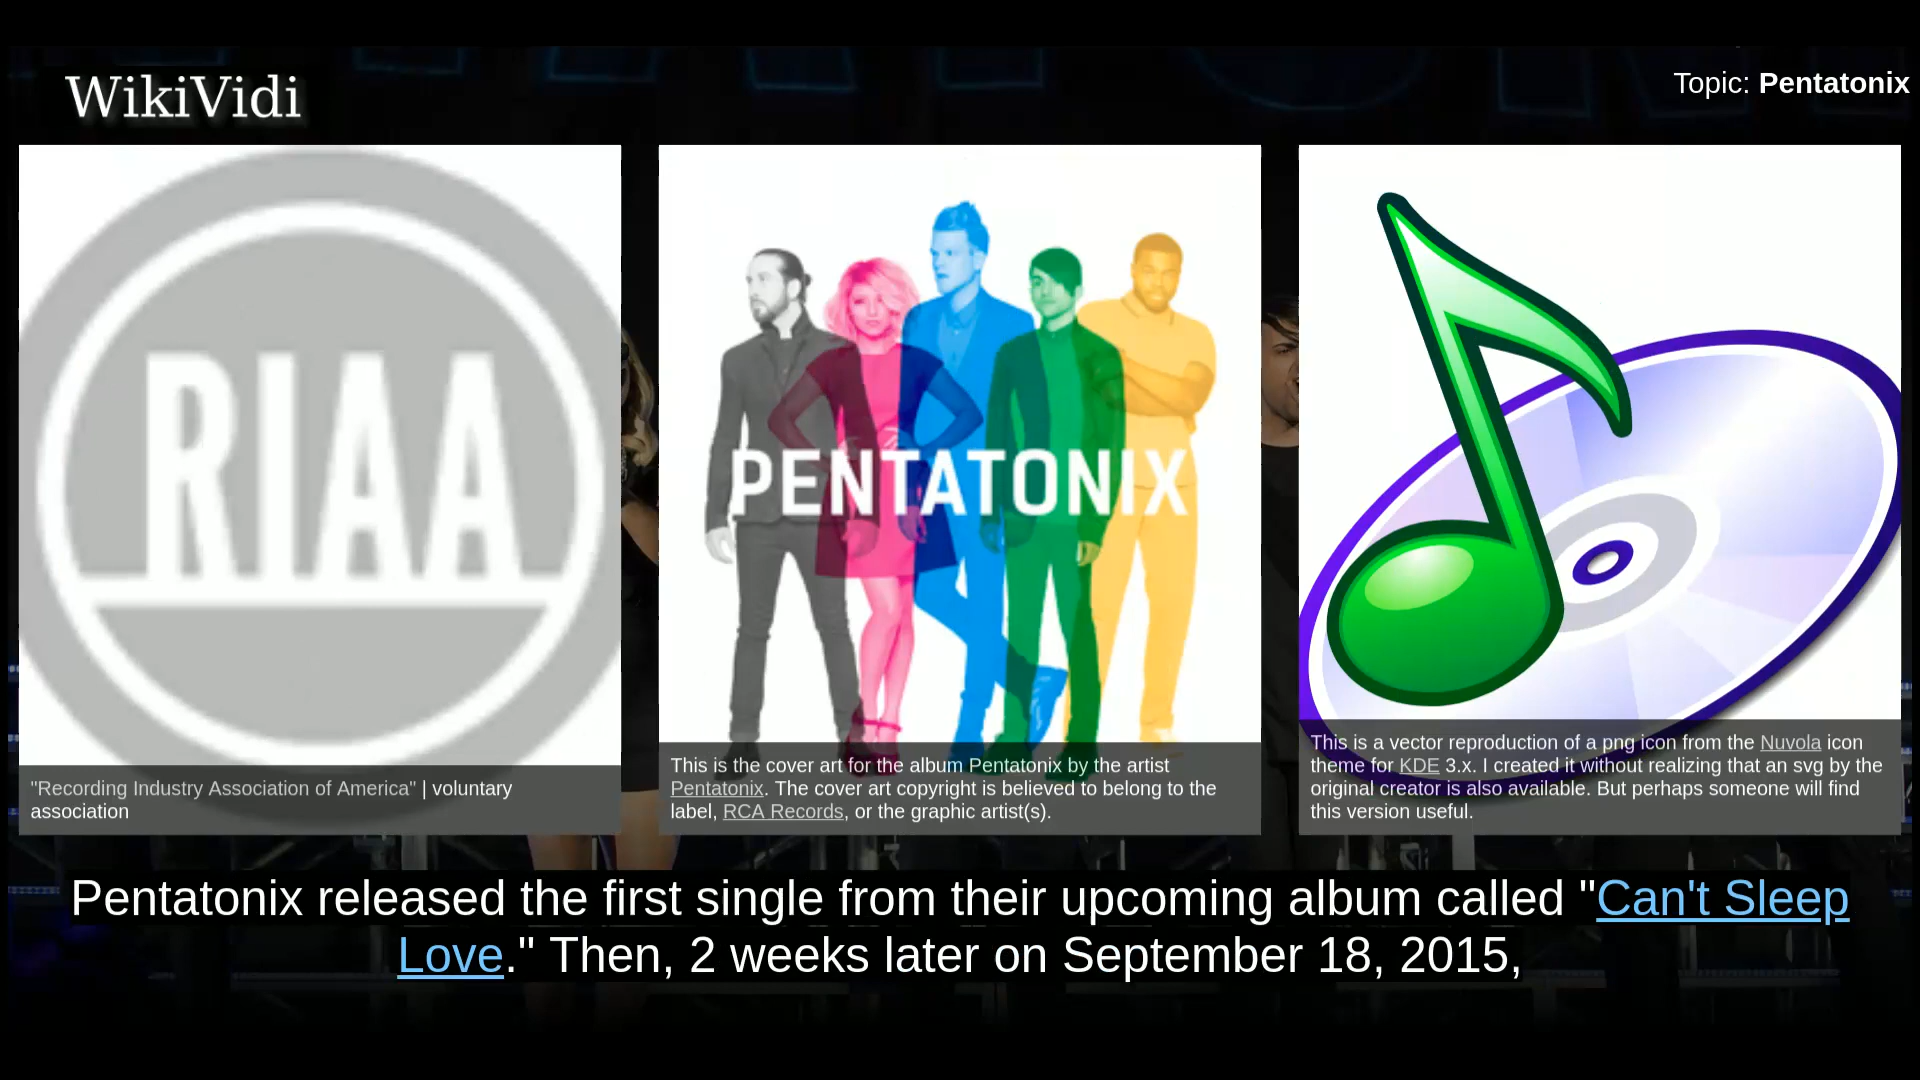 WikiVidi
Topic: Pentatonix
RIAA
"Recording Industry Association of America" | voluntary
association
PENTATONIX
This is the cover art for the album Pentatonix by the artist
Pentatonix. The cover art copyright is believed to belong to the
label, RCA Records, or the graphic artist(s).
This is a vector reproduction of a png icon from the Nuvola icon
theme for KDE 3.x. I created it without realizing that an svg by the
original creator is also available. But perhaps someone will find
this version useful.
Pentatonix released the first single from their upcoming album called "Can't Sleep
Love." Then, 2 weeks later on September 18, 2015,